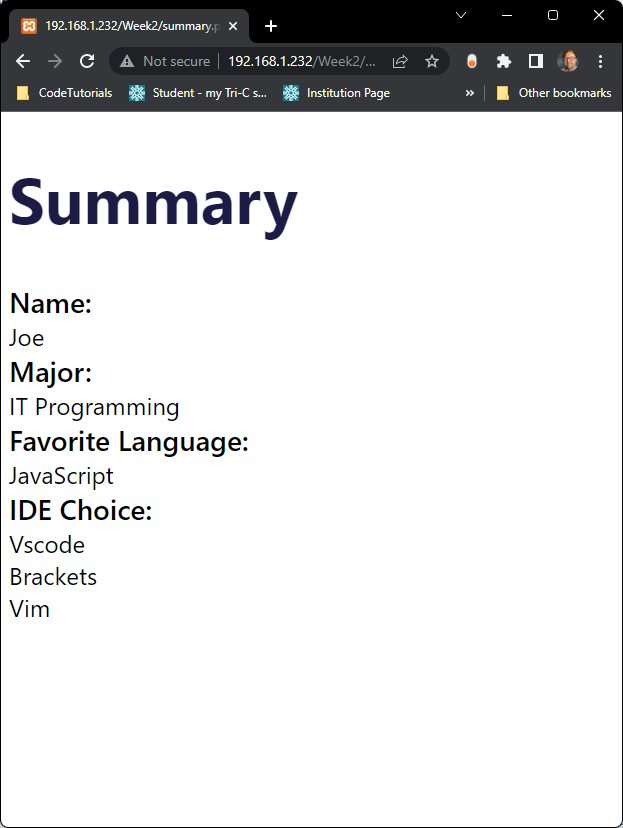 192.168.1.232/Week2/summary.p
Not secure 192.168.1.232/Week2/...
CodeTutorials Student - my Tri-C s... Institution Page » Other bookmarks
Summary
Name:
Joe
Major:
IT Programming
Favorite Language:
JavaScript
IDE Choice:
Vscode
Brackets
Vim